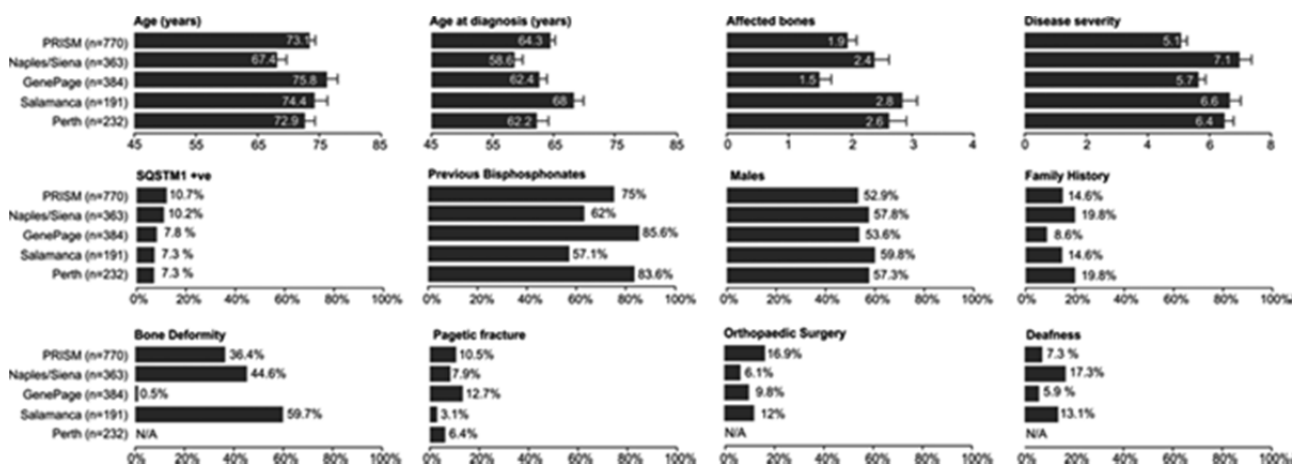 Age (years)
Age at diagnosis (years)
Affected bones
Disease severity
PRISM (n=770)
73.1
64.3
1.9
5.1
Naples/Siena (n=363)
67.4
58.6
2.4
7.1
GenePage (n=384)
75.8
62.4
1.5
5.7
Salamanca (n=191)
74.4
68
2.8
6.6
Perth (n=232)
72.9
62.2
2.6
6.4
45 55 65 75 85
45 55 65 75 85
0 1 2 3 4
0 2 4 6 8
SQSTM1 +ve
Previous Bisphosphonates
Males
Family History
PRISM (n=770)
10.7%
75%
52.9%
14.6%
Naples/Siena (n=363)
10.2%
62%
57.8%
19.8%
GenePage (n=384)
7.8 %
85.6%
53.6%
8.6%
Salamanca (n=191)
7.3 %
57.1%
59.8%
14.6%
Perth (n=232)
7.3 %
83.6%
57.3%
19.8%
0% 20% 40% 60% 80% 100%
0% 20% 40% 60% 80% 100%
0% 20% 40% 60% 80% 100%
0% 20% 40% 60% 80% 100%
Bone Deformity
Pagetic fracture
Orthopaedic Surgery
Deafness
PRISM (n=770)
36.4%
10.5%
16.9%
7.3 %
Naples/Siena (n=363)
44.6%
7.9%
6.1%
17.3%
GenePage (n=384)
0.5%
12.7%
9.8%
5.9 %
Salamanca (n=191)
59.7%
3.1%
12%
13.1%
Perth (n=232)
N/A
6.4%
N/A
N/A
0% 20% 40% 60% 80% 100%
0% 20% 40% 60% 80% 100%
0% 20% 40% 60% 80% 100%
0% 20% 40% 60% 80% 100%